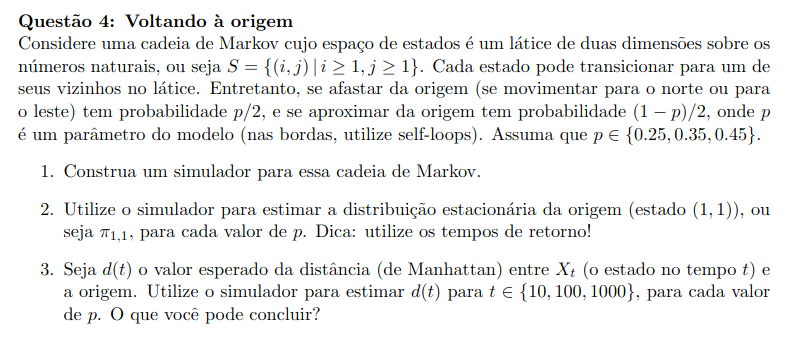 Questão 4: Voltando à origem
Considere uma cadeia de Markov cujo espaço de estados é um látice de duas dimensões sobre os
números naturais, ou seja S = {(i, j) | i ≥ 1, j ≥ 1}. Cada estado pode transicionar para um de
seus vizinhos no látice. Entretanto, se afastar da origem (se movimentar para o norte ou para
o leste) tem probabilidade p/2, e se aproximar da origem tem probabilidade (1 − p)/2, onde p
é um parâmetro do modelo (nas bordas, utilize self-loops). Assuma que p ∈ {0.25, 0.35, 0.45}.
1. Construa um simulador para essa cadeia de Markov.
2. Utilize o simulador para estimar a distribuição estacionária da origem (estado (1, 1)), ou
seja π1,1, para cada valor de p. Dica: utilize os tempos de retorno!
3. Seja d(t) o valor esperado da distância (de Manhattan) entre Xt (o estado no tempo t) e
a origem. Utilize o simulador para estimar d(t) para t ∈ {10, 100, 1000}, para cada valor
de p. O que você pode concluir?